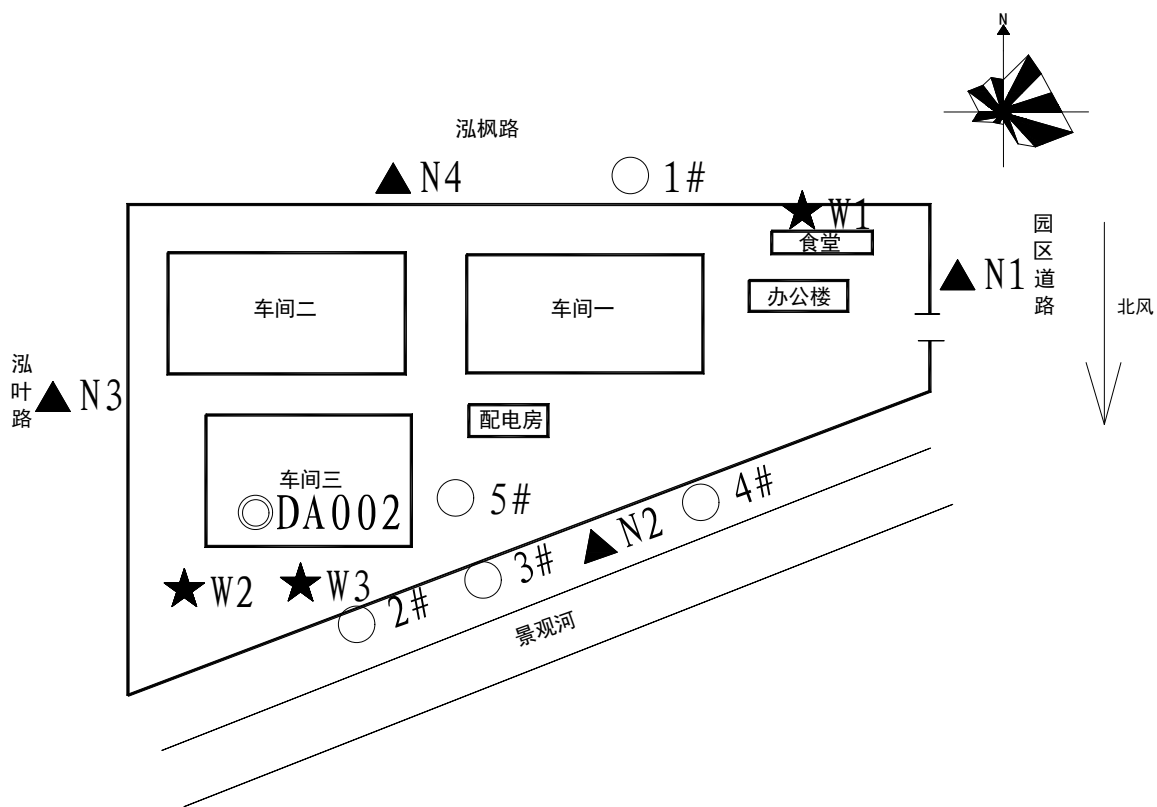 N
泓枫路
N4
1#
W1
食堂
园区道路
N1
办公楼
北风
车间二
车间一
泓叶路
N3
配电房
车间三
DA002
5#
4#
N2
3#
W2
W3
2#
景观河